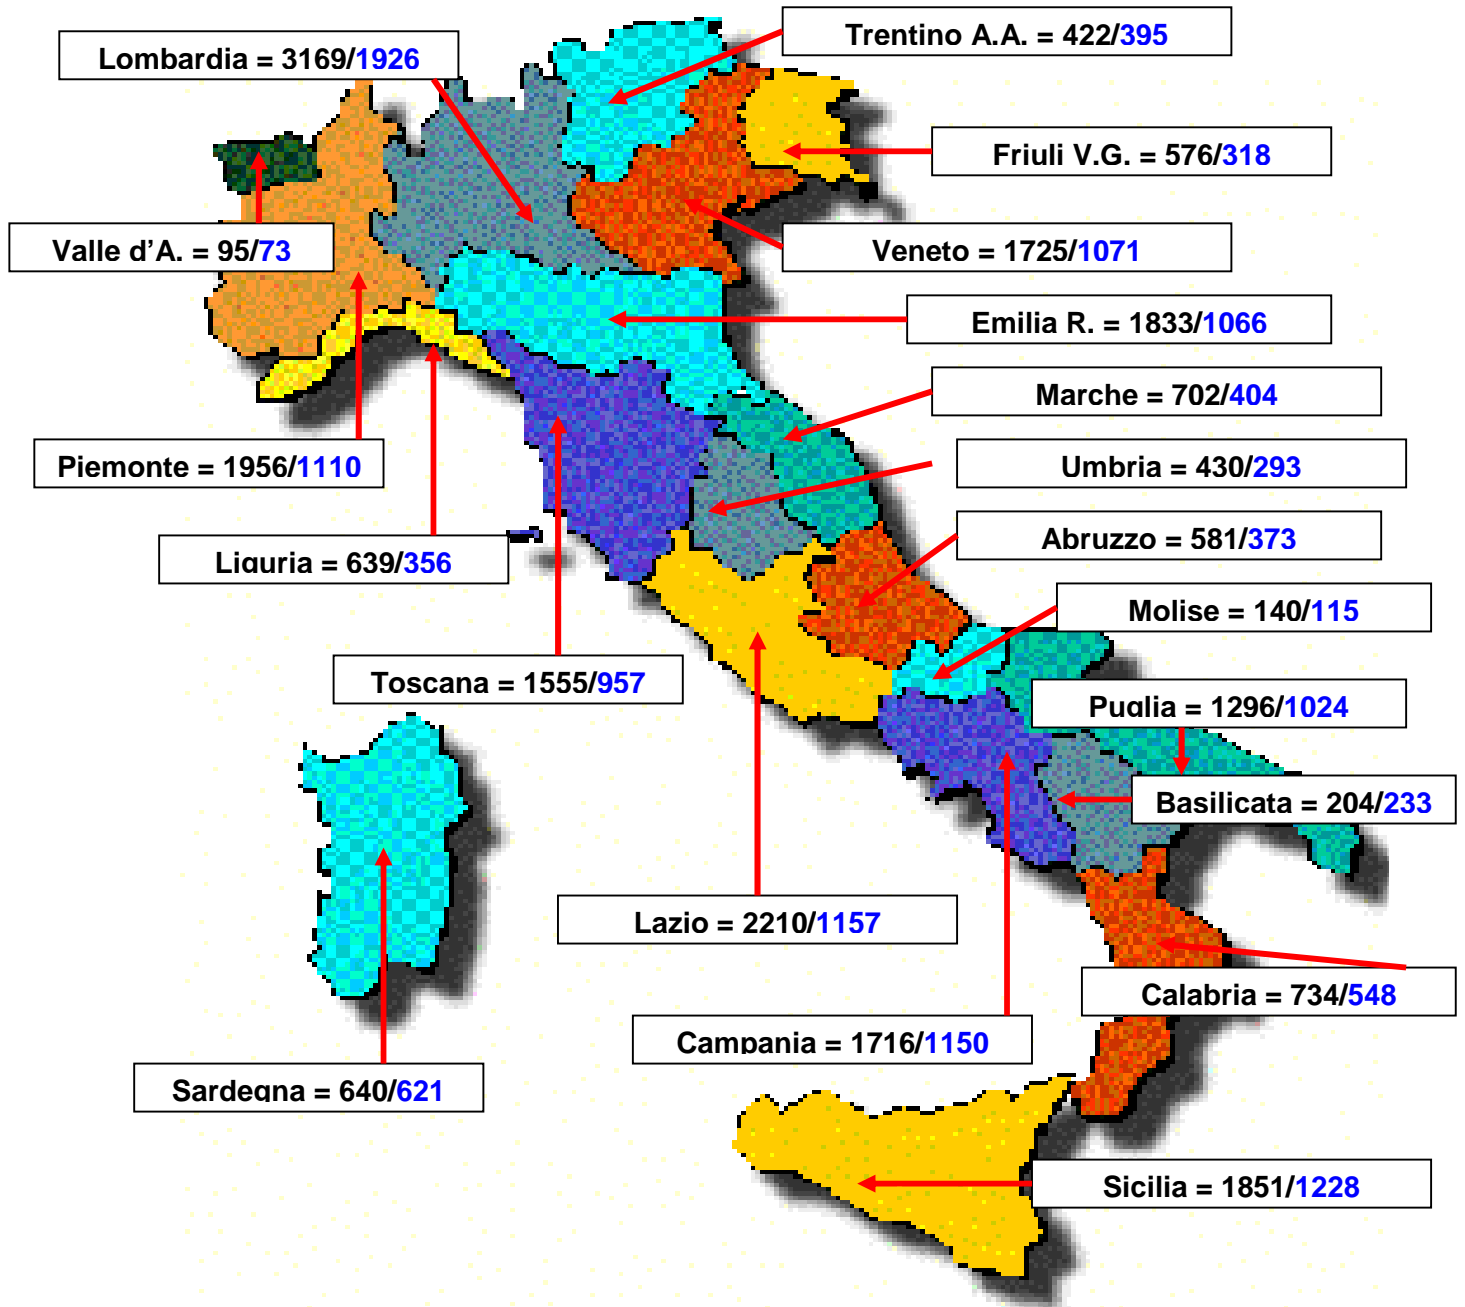 Trentino A.A. = 422/395
Lombardia = 3169/1926
Friuli V.G. = 576/318
Valle d’A. = 95/73
Veneto = 1725/1071
Emilia R. = 1833/1066
Marche = 702/404
Piemonte = 1956/1110
Umbria = 430/293
Liguria = 639/356
Abruzzo = 581/373
Molise = 140/115
Toscana = 1555/957
Puglia = 1296/1024
Basilicata = 204/233
Lazio = 2210/1157
Calabria = 734/548
Campania = 1716/1150
Sardegna = 640/621
Sicilia = 1851/1228